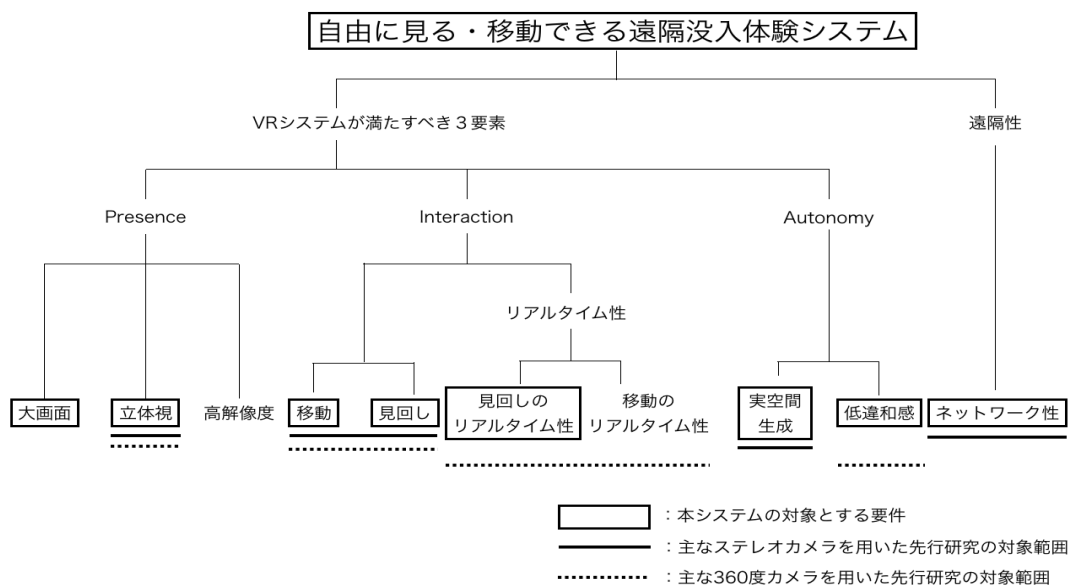 自由に見る・移動できる遠隔没入体験システム
VRシステムが満たすべき３要素
遠隔性
Presence
Interaction
Autonomy
リアルタイム性
大画面
立体視
高解像度
移動
見回し
見回しの
リアルタイム性
移動の
リアルタイム性
実空間
生成
低違和感
ネットワーク性
：本システムの対象とする要件
：主なステレオカメラを用いた先行研究の対象範囲
：主な360度カメラを用いた先行研究の対象範囲